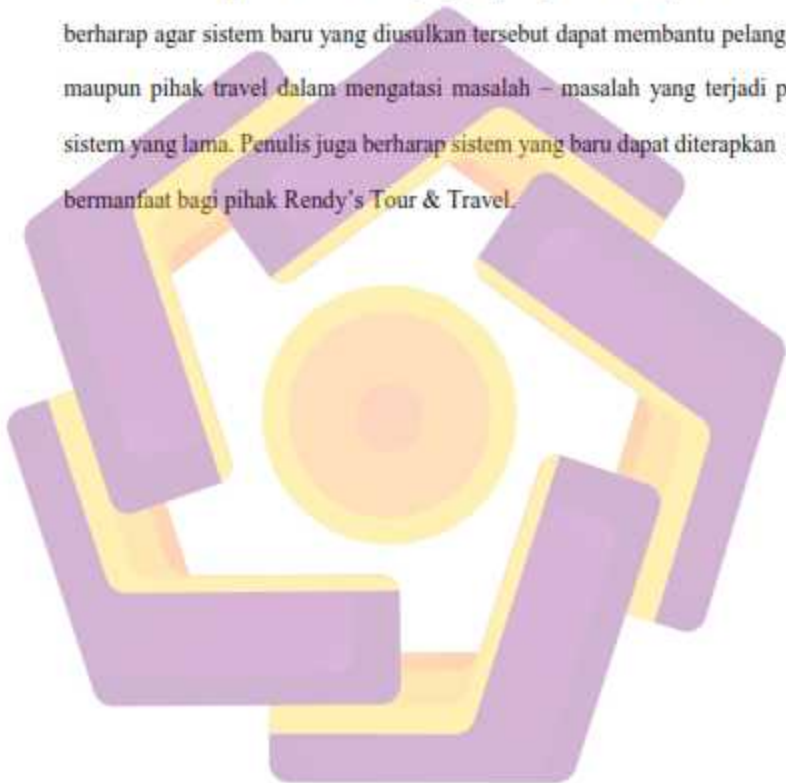 berharap agar sistem baru yang diusulkan tersebut dapat membantu pelang
maupun pihak travel dalam mengatasi masalah – masalah yang terjadi p
sistem yang lama. Penulis juga berharap sistem yang baru dapat diterapkan
bermanfaat bagi pihak Rendy’s Tour & Travel.